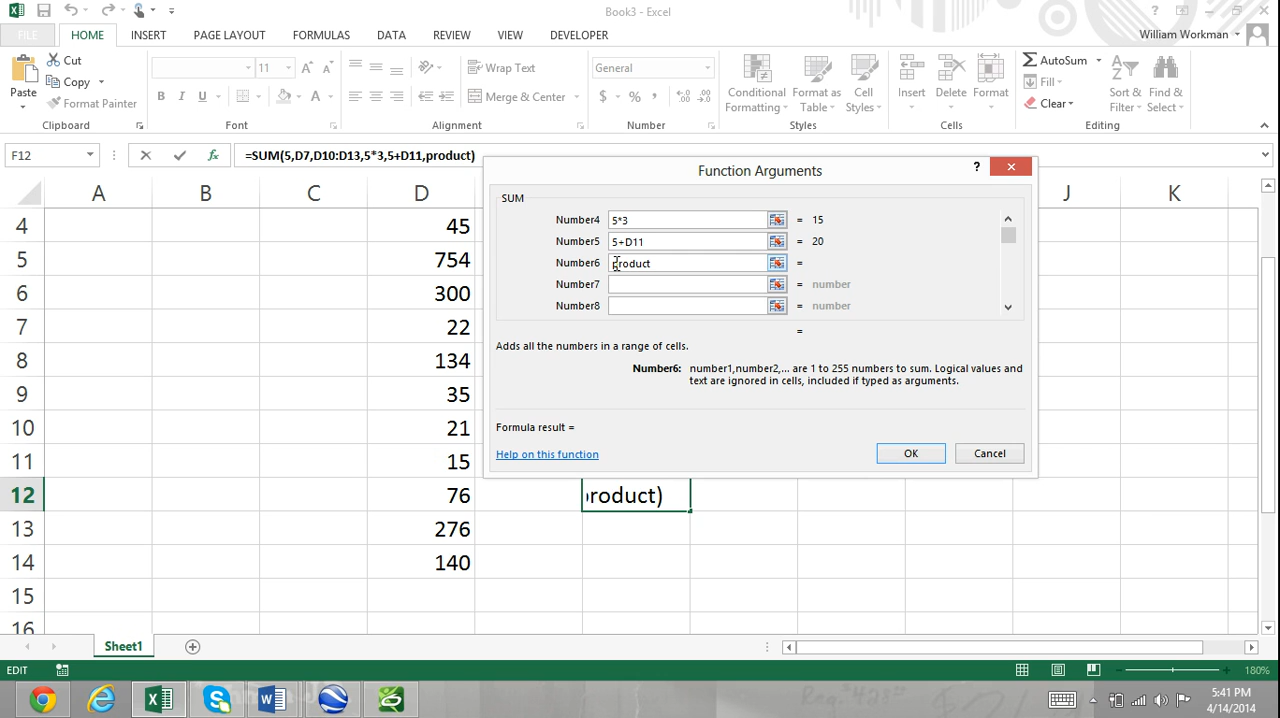 Book3 - Excel
FILE HOME INSERT PAGE LAYOUT FORMULAS DATA REVIEW VIEW DEVELOPER William Workman
Paste Cut Copy Format Painter
Clipboard
11
B I U A
Font
Wrap Text
Merge & Center
Alignment
General
$ % ,
Number
Conditional Formatting Format as Table Cell Styles
Styles
Insert Delete Format
Cells
AutoSum Fill Clear Sort & Filter Find & Select
Editing
F12 fx =SUM(5,D7,D10:D13,5*3,5+D11,product)
A B C D J K
4 45
5 754
6 300
7 22
8 134
9 35
10 21
11 15
12 76 product)
13 276
14 140
15
16
Function Arguments
SUM
Number4 5*3 = 15
Number5 5+D11 = 20
Number6 product =
Number7 = number
Number8 = number
=
Adds all the numbers in a range of cells.
Number6: number1,number2,... are 1 to 255 numbers to sum. Logical values and
text are ignored in cells, included if typed as arguments.
Formula result =
Help on this function OK Cancel
Sheet1
EDIT 180%
5:41 PM
4/14/2014